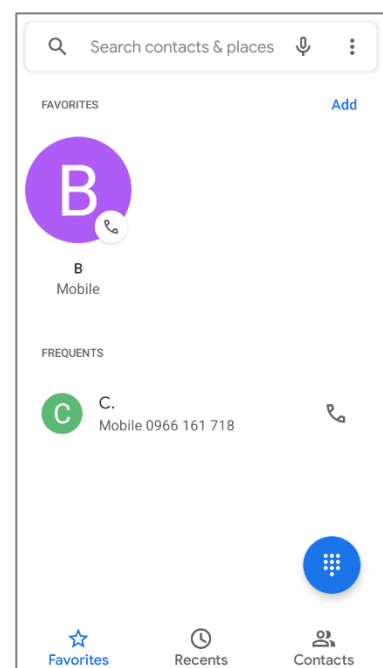 Search contacts & places
FAVORITES Add
B
B
Mobile
FREQUENTS
C C.
Mobile 0966 161 718
Favorites Recents Contacts